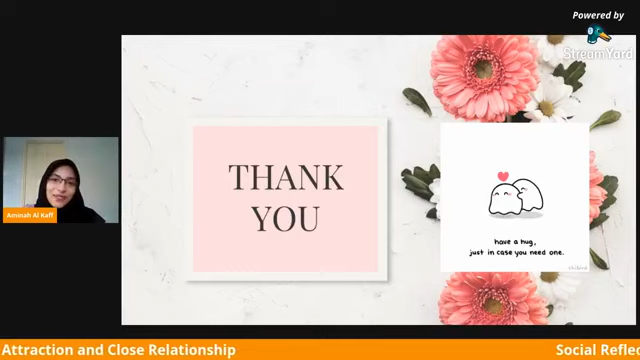 Powered by
StreamYard
THANK
YOU
have a hug,
just in case you need one.
Aminah Al Kaff
Attraction and Close Relationship
Social Reflec